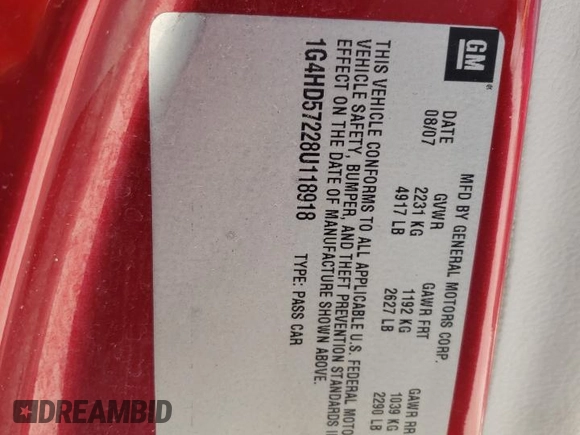 GM
®
MFD BY GENERAL MOTORS CORP.
DATE GVWR GAWR FRT GAWR RR
08/07 2231 KG 1192 KG 1039 KG
4917 LB 2627 LB 2290 LB
THIS VEHICLE CONFORMS TO ALL APPLICABLE U.S. FEDERAL
VEHICLE SAFETY, BUMPER, AND THEFT PREVENTION STANDARDS
EFFECT ON THE DATE OF MANUFACTURE SHOWN ABOVE.
1G4HD57228U118918 TYPE: PASS CAR
DREAMBID